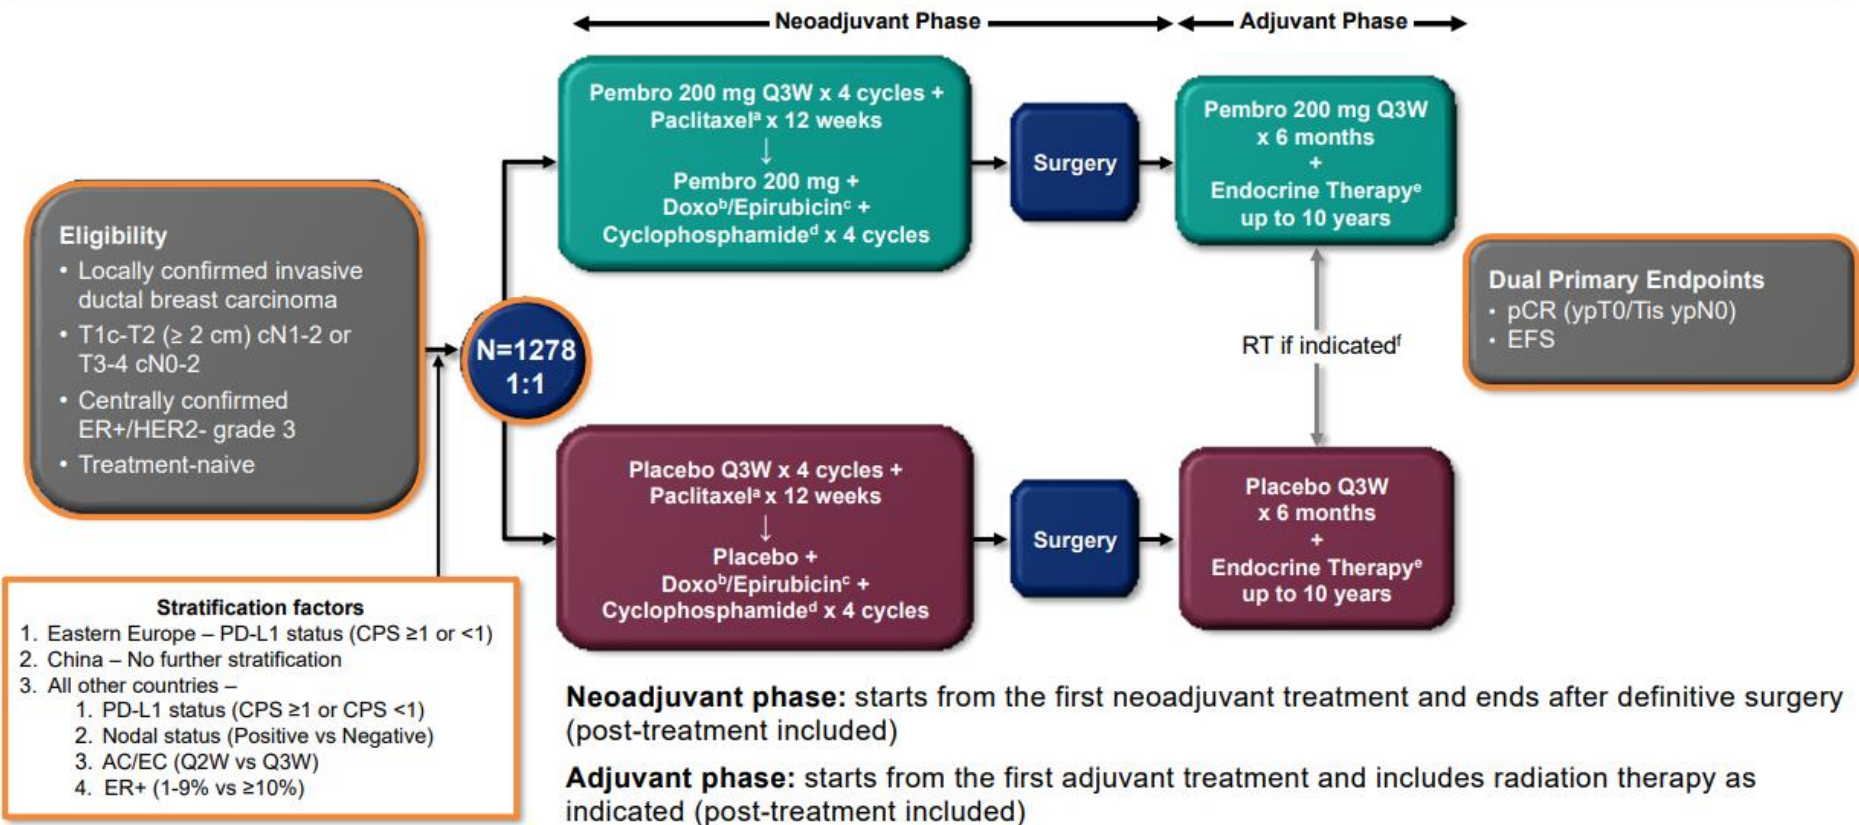 Neoadjuvant Phase
Adjuvant Phase
Eligibility
• Locally confirmed invasive
ductal breast carcinoma
• T1c-T2 (≥ 2 cm) cN1-2 or
T3-4 cN0-2
• Centrally confirmed
ER+/HER2- grade 3
• Treatment-naive
Stratification factors
1. Eastern Europe – PD-L1 status (CPS ≥1 or <1)
2. China – No further stratification
3. All other countries –
1. PD-L1 status (CPS ≥1 or CPS <1)
2. Nodal status (Positive vs Negative)
3. AC/EC (Q2W vs Q3W)
4. ER+ (1-9% vs ≥10%)
N=1278
1:1
Pembro 200 mg Q3W x 4 cycles +
Paclitaxelᵃ x 12 weeks
↓
Pembro 200 mg +
Doxoᵇ/Epirubicinᶜ +
Cyclophosphamideᵈ x 4 cycles
Surgery
Pembro 200 mg Q3W
x 6 months
+
Endocrine Therapyᵉ
up to 10 years
RT if indicatedᶠ
Placebo Q3W x 4 cycles +
Paclitaxelᵃ x 12 weeks
↓
Placebo +
Doxoᵇ/Epirubicinᶜ +
Cyclophosphamideᵈ x 4 cycles
Surgery
Placebo Q3W
x 6 months
+
Endocrine Therapyᵉ
up to 10 years
Dual Primary Endpoints
• pCR (ypT0/Tis ypN0)
• EFS
Neoadjuvant phase: starts from the first neoadjuvant treatment and ends after definitive surgery
(post-treatment included)
Adjuvant phase: starts from the first adjuvant treatment and includes radiation therapy as
indicated (post-treatment included)